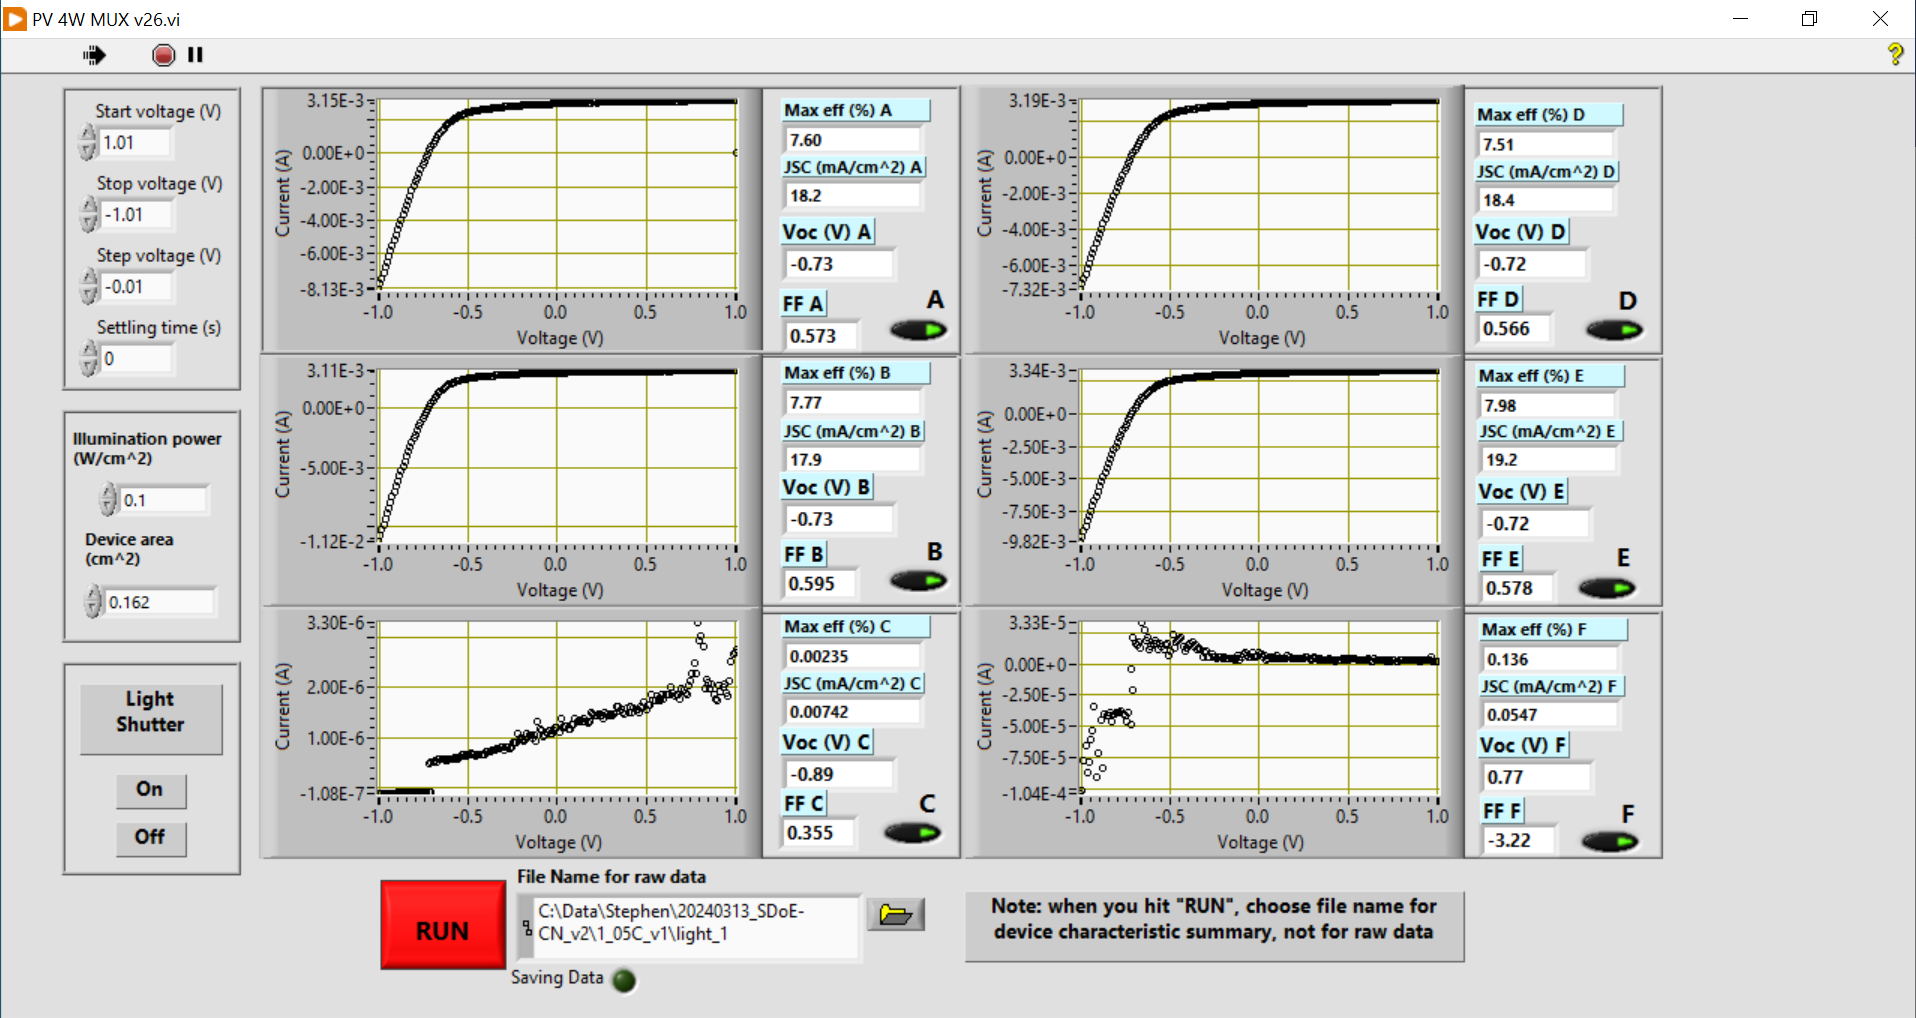 PV 4W MUX v26.vi
Start voltage (V)
1.01
Stop voltage (V)
-1.01
Step voltage (V)
-0.01
Settling time (s)
0
Illumination power
(W/cm^2)
0.1
Device area
(cm^2)
0.162
Light
Shutter
On
Off
Current (A)
3.15E-3
0.00E+0
-2.00E-3
-4.00E-3
-6.00E-3
-8.13E-3
-1.0 -0.5 0.0 0.5 1.0
Voltage (V)
Max eff (%) A
7.60
JSC (mA/cm^2) A
18.2
Voc (V) A
-0.73
FF A
0.573
A
Current (A)
3.19E-3
0.00E+0
-2.00E-3
-4.00E-3
-6.00E-3
-7.32E-3
-1.0 -0.5 0.0 0.5 1.0
Voltage (V)
Max eff (%) D
7.51
JSC (mA/cm^2) D
18.4
Voc (V) D
-0.72
FF D
0.566
D
Current (A)
3.11E-3
0.00E+0
-5.00E-3
-1.12E-2
-1.0 -0.5 0.0 0.5 1.0
Voltage (V)
Max eff (%) B
7.77
JSC (mA/cm^2) B
17.9
Voc (V) B
-0.73
FF B
0.595
B
Current (A)
3.34E-3
0.00E+0
-2.50E-3
-5.00E-3
-7.50E-3
-9.82E-3
-1.0 -0.5 0.0 0.5 1.0
Voltage (V)
Max eff (%) E
7.98
JSC (mA/cm^2) E
19.2
Voc (V) E
-0.72
FF E
0.578
E
Current (A)
3.30E-6
2.00E-6
1.00E-6
-1.08E-7
-1.0 -0.5 0.0 0.5 1.0
Voltage (V)
Max eff (%) C
0.00235
JSC (mA/cm^2) C
0.00742
Voc (V) C
-0.89
FF C
0.355
C
Current (A)
3.33E-5
0.00E+0
-2.50E-5
-5.00E-5
-7.50E-5
-1.04E-4
-1.0 -0.5 0.0 0.5 1.0
Voltage (V)
Max eff (%) F
0.136
JSC (mA/cm^2) F
0.0547
Voc (V) F
0.77
FF F
-3.22
F
RUN
File Name for raw data
C:\Data\Stephen\20240313_SDoE-
CN_v2\1_05C_v1\light_1
Saving Data
Note: when you hit "RUN", choose file name for
device characteristic summary, not for raw data